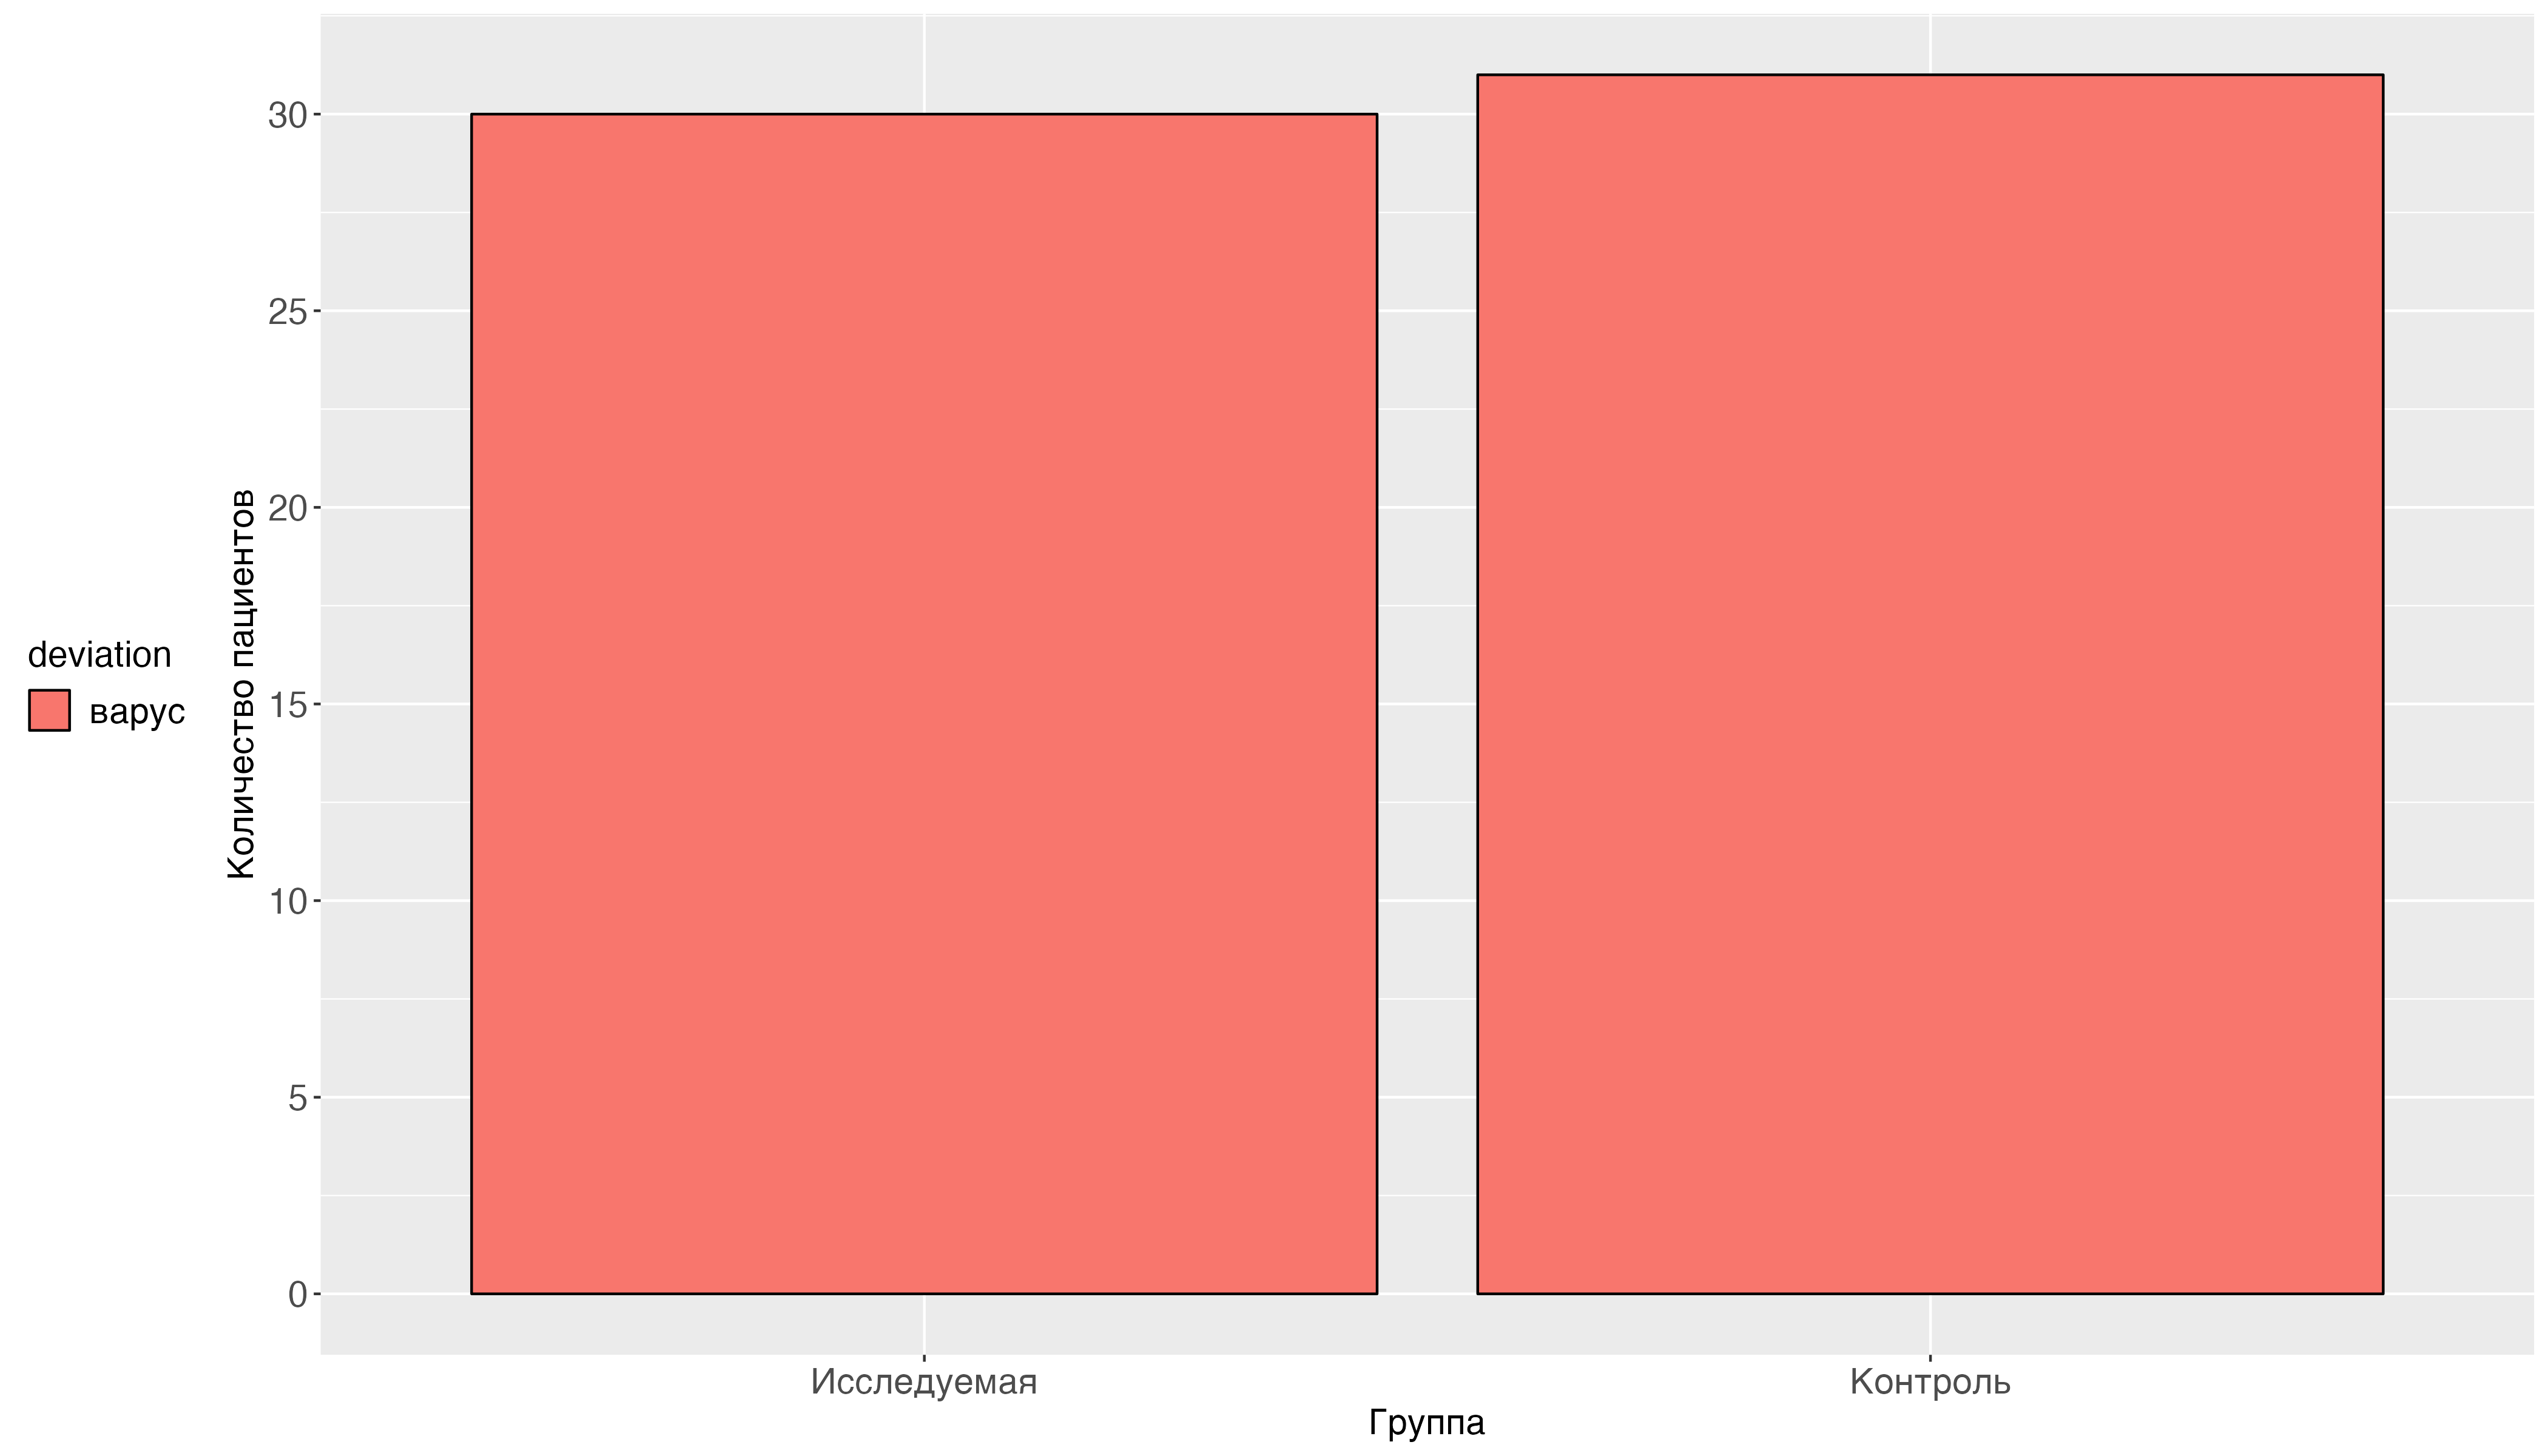 deviation
варус
Количество пациентов
30
25
20
15
10
5
0
Исследуемая
Контроль
Группа